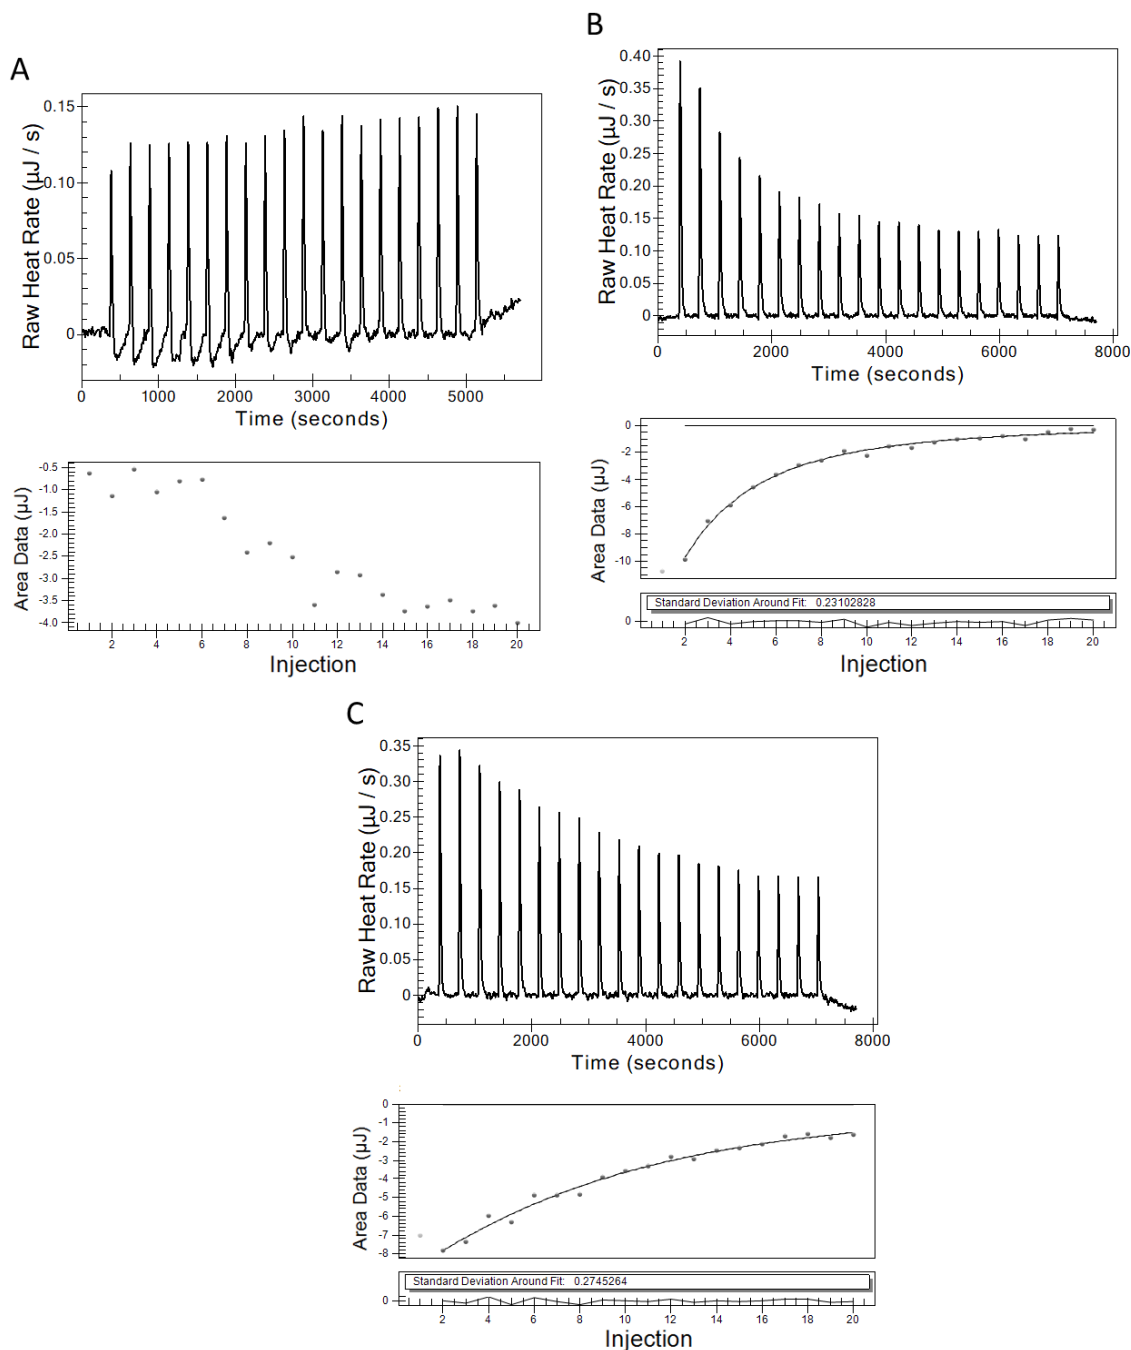 A
Raw Heat Rate (µJ / s)
0.15
0.10
0.05
0
0 1000 2000 3000 4000 5000
Time (seconds)
Area Data (µJ)
-0.5
-1.0
-1.5
-2.0
-2.5
-3.0
-3.5
-4.0
2 4 6 8 10 12 14 16 18 20
Injection
B
Raw Heat Rate (µJ / s)
0.40
0.35
0.30
0.25
0.20
0.15
0.10
0.05
0
0 2000 4000 6000 8000
Time (seconds)
Area Data (µJ)
0
-2
-4
-6
-8
-10
Standard Deviation Around Fit: 0.23102828
0
2 4 6 8 10 12 14 16 18 20
Injection
C
Raw Heat Rate (µJ / s)
0.35
0.30
0.25
0.20
0.15
0.10
0.05
0
0 2000 4000 6000 8000
Time (seconds)
Area Data (µJ)
0
-1
-2
-3
-4
-5
-6
-7
-8
Standard Deviation Around Fit: 0.2745264
0
2 4 6 8 10 12 14 16 18 20
Injection